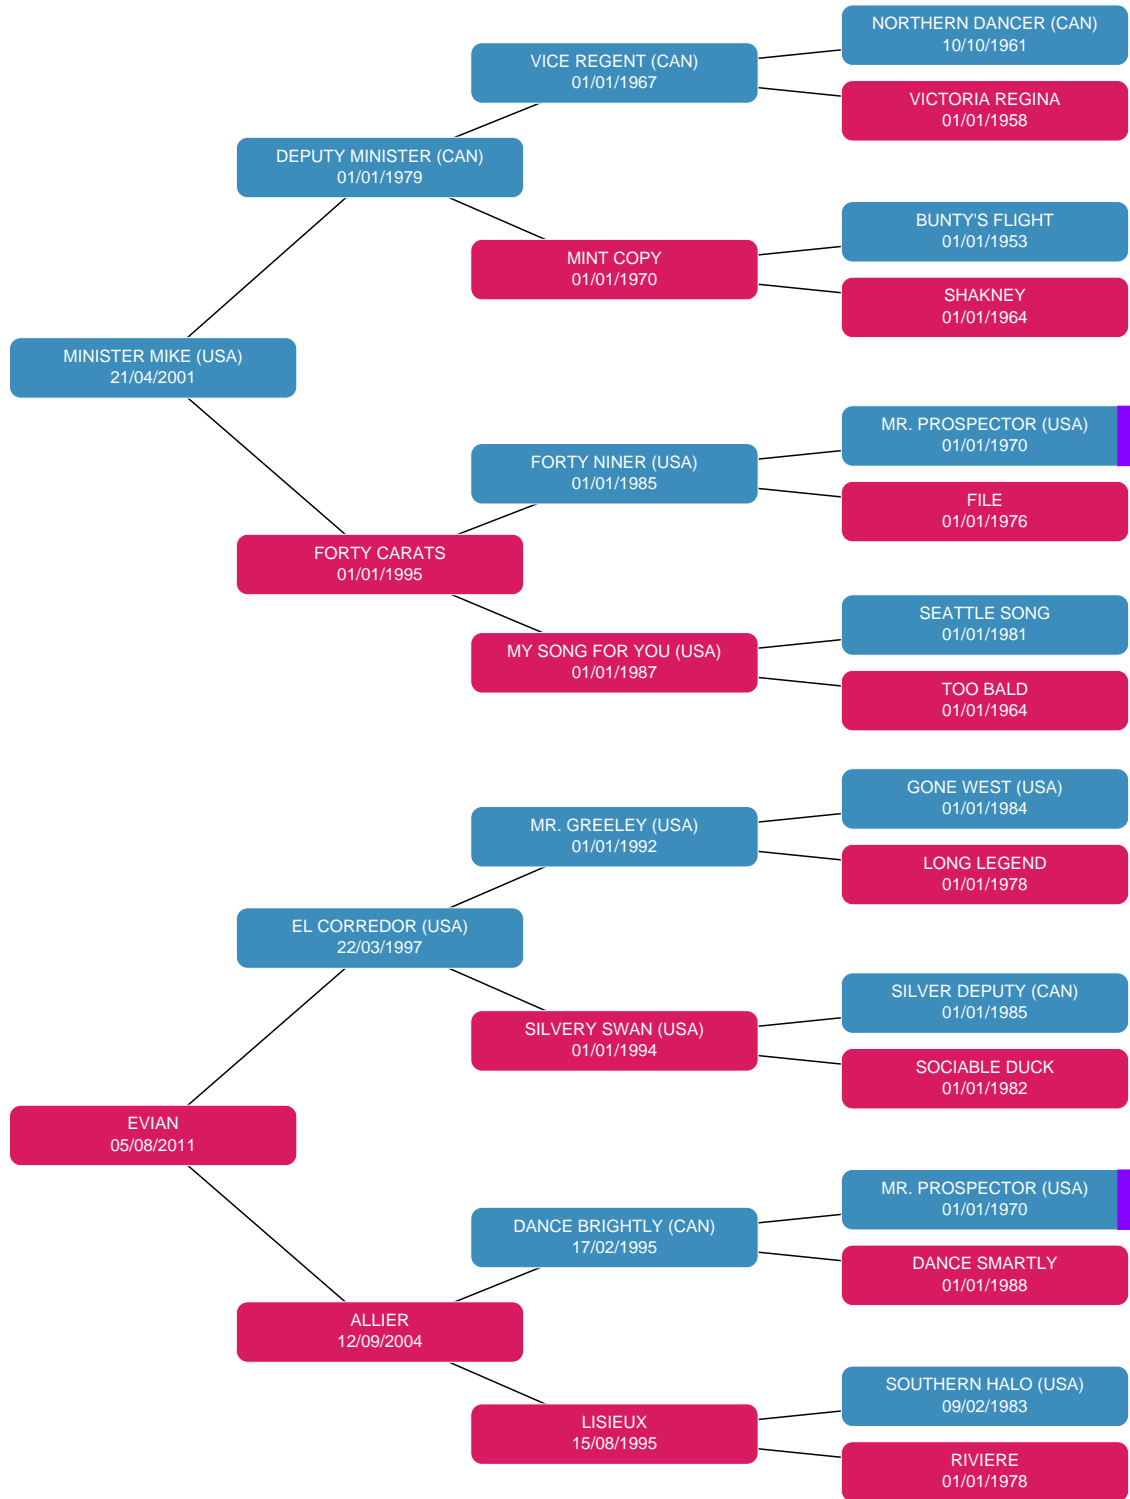 NORTHERN DANCER (CAN)
10/10/1961
VICE REGENT (CAN)
01/01/1967
VICTORIA REGINA
01/01/1958
DEPUTY MINISTER (CAN)
01/01/1979
BUNTY'S FLIGHT
01/01/1953
MINT COPY
01/01/1970
SHAKNEY
01/01/1964
MINISTER MIKE (USA)
21/04/2001
MR. PROSPECTOR (USA)
01/01/1970
FORTY NINER (USA)
01/01/1985
FILE
01/01/1976
FORTY CARATS
01/01/1995
SEATTLE SONG
01/01/1981
MY SONG FOR YOU (USA)
01/01/1987
TOO BALD
01/01/1964
GONE WEST (USA)
01/01/1984
MR. GREELEY (USA)
01/01/1992
LONG LEGEND
01/01/1978
EL CORREDOR (USA)
22/03/1997
SILVER DEPUTY (CAN)
01/01/1985
SILVERY SWAN (USA)
01/01/1994
SOCIABLE DUCK
01/01/1982
EVIAN
05/08/2011
MR. PROSPECTOR (USA)
01/01/1970
DANCE BRIGHTLY (CAN)
17/02/1995
DANCE SMARTLY
01/01/1988
ALLIER
12/09/2004
SOUTHERN HALO (USA)
09/02/1983
LISIEUX
15/08/1995
RIVIERE
01/01/1978